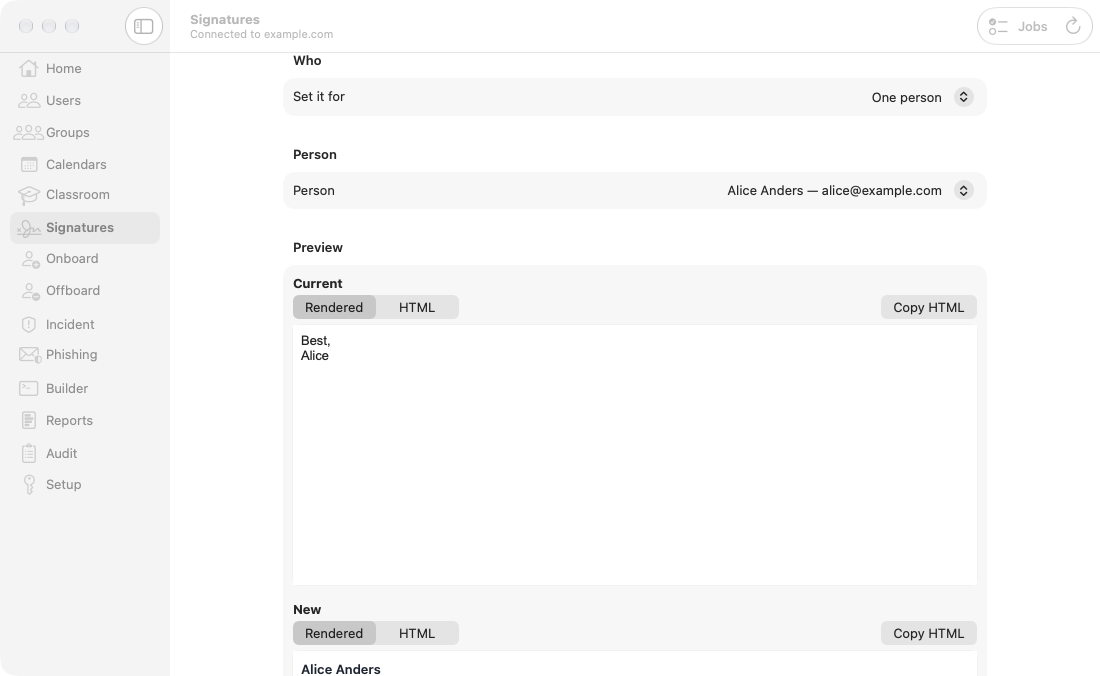 Signatures
Connected to example.com
Jobs
Home
Users
Groups
Calendars
Classroom
Signatures
Onboard
Offboard
Incident
Phishing
Builder
Reports
Audit
Setup
Who
Set it for
One person
Person
Person
Alice Anders — alice@example.com
Preview
Current
Rendered
HTML
Copy HTML
Best,
Alice
New
Rendered
HTML
Copy HTML
Alice Anders